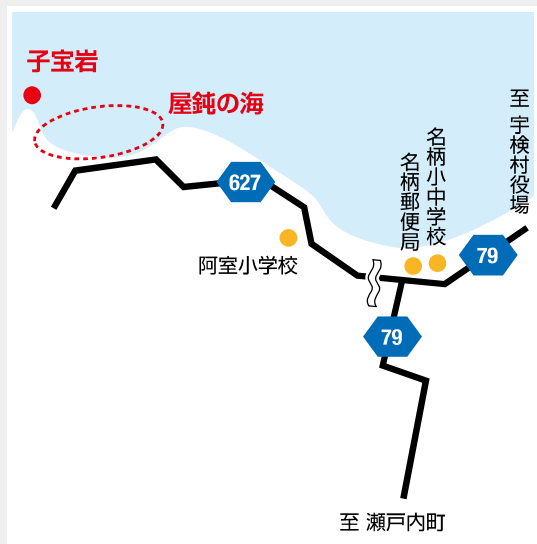 子宝岩
屋鈍の海
至 宇検村役場
名柄小中学校
名柄郵便局
627
阿室小学校
79
79
至 瀬戸内町